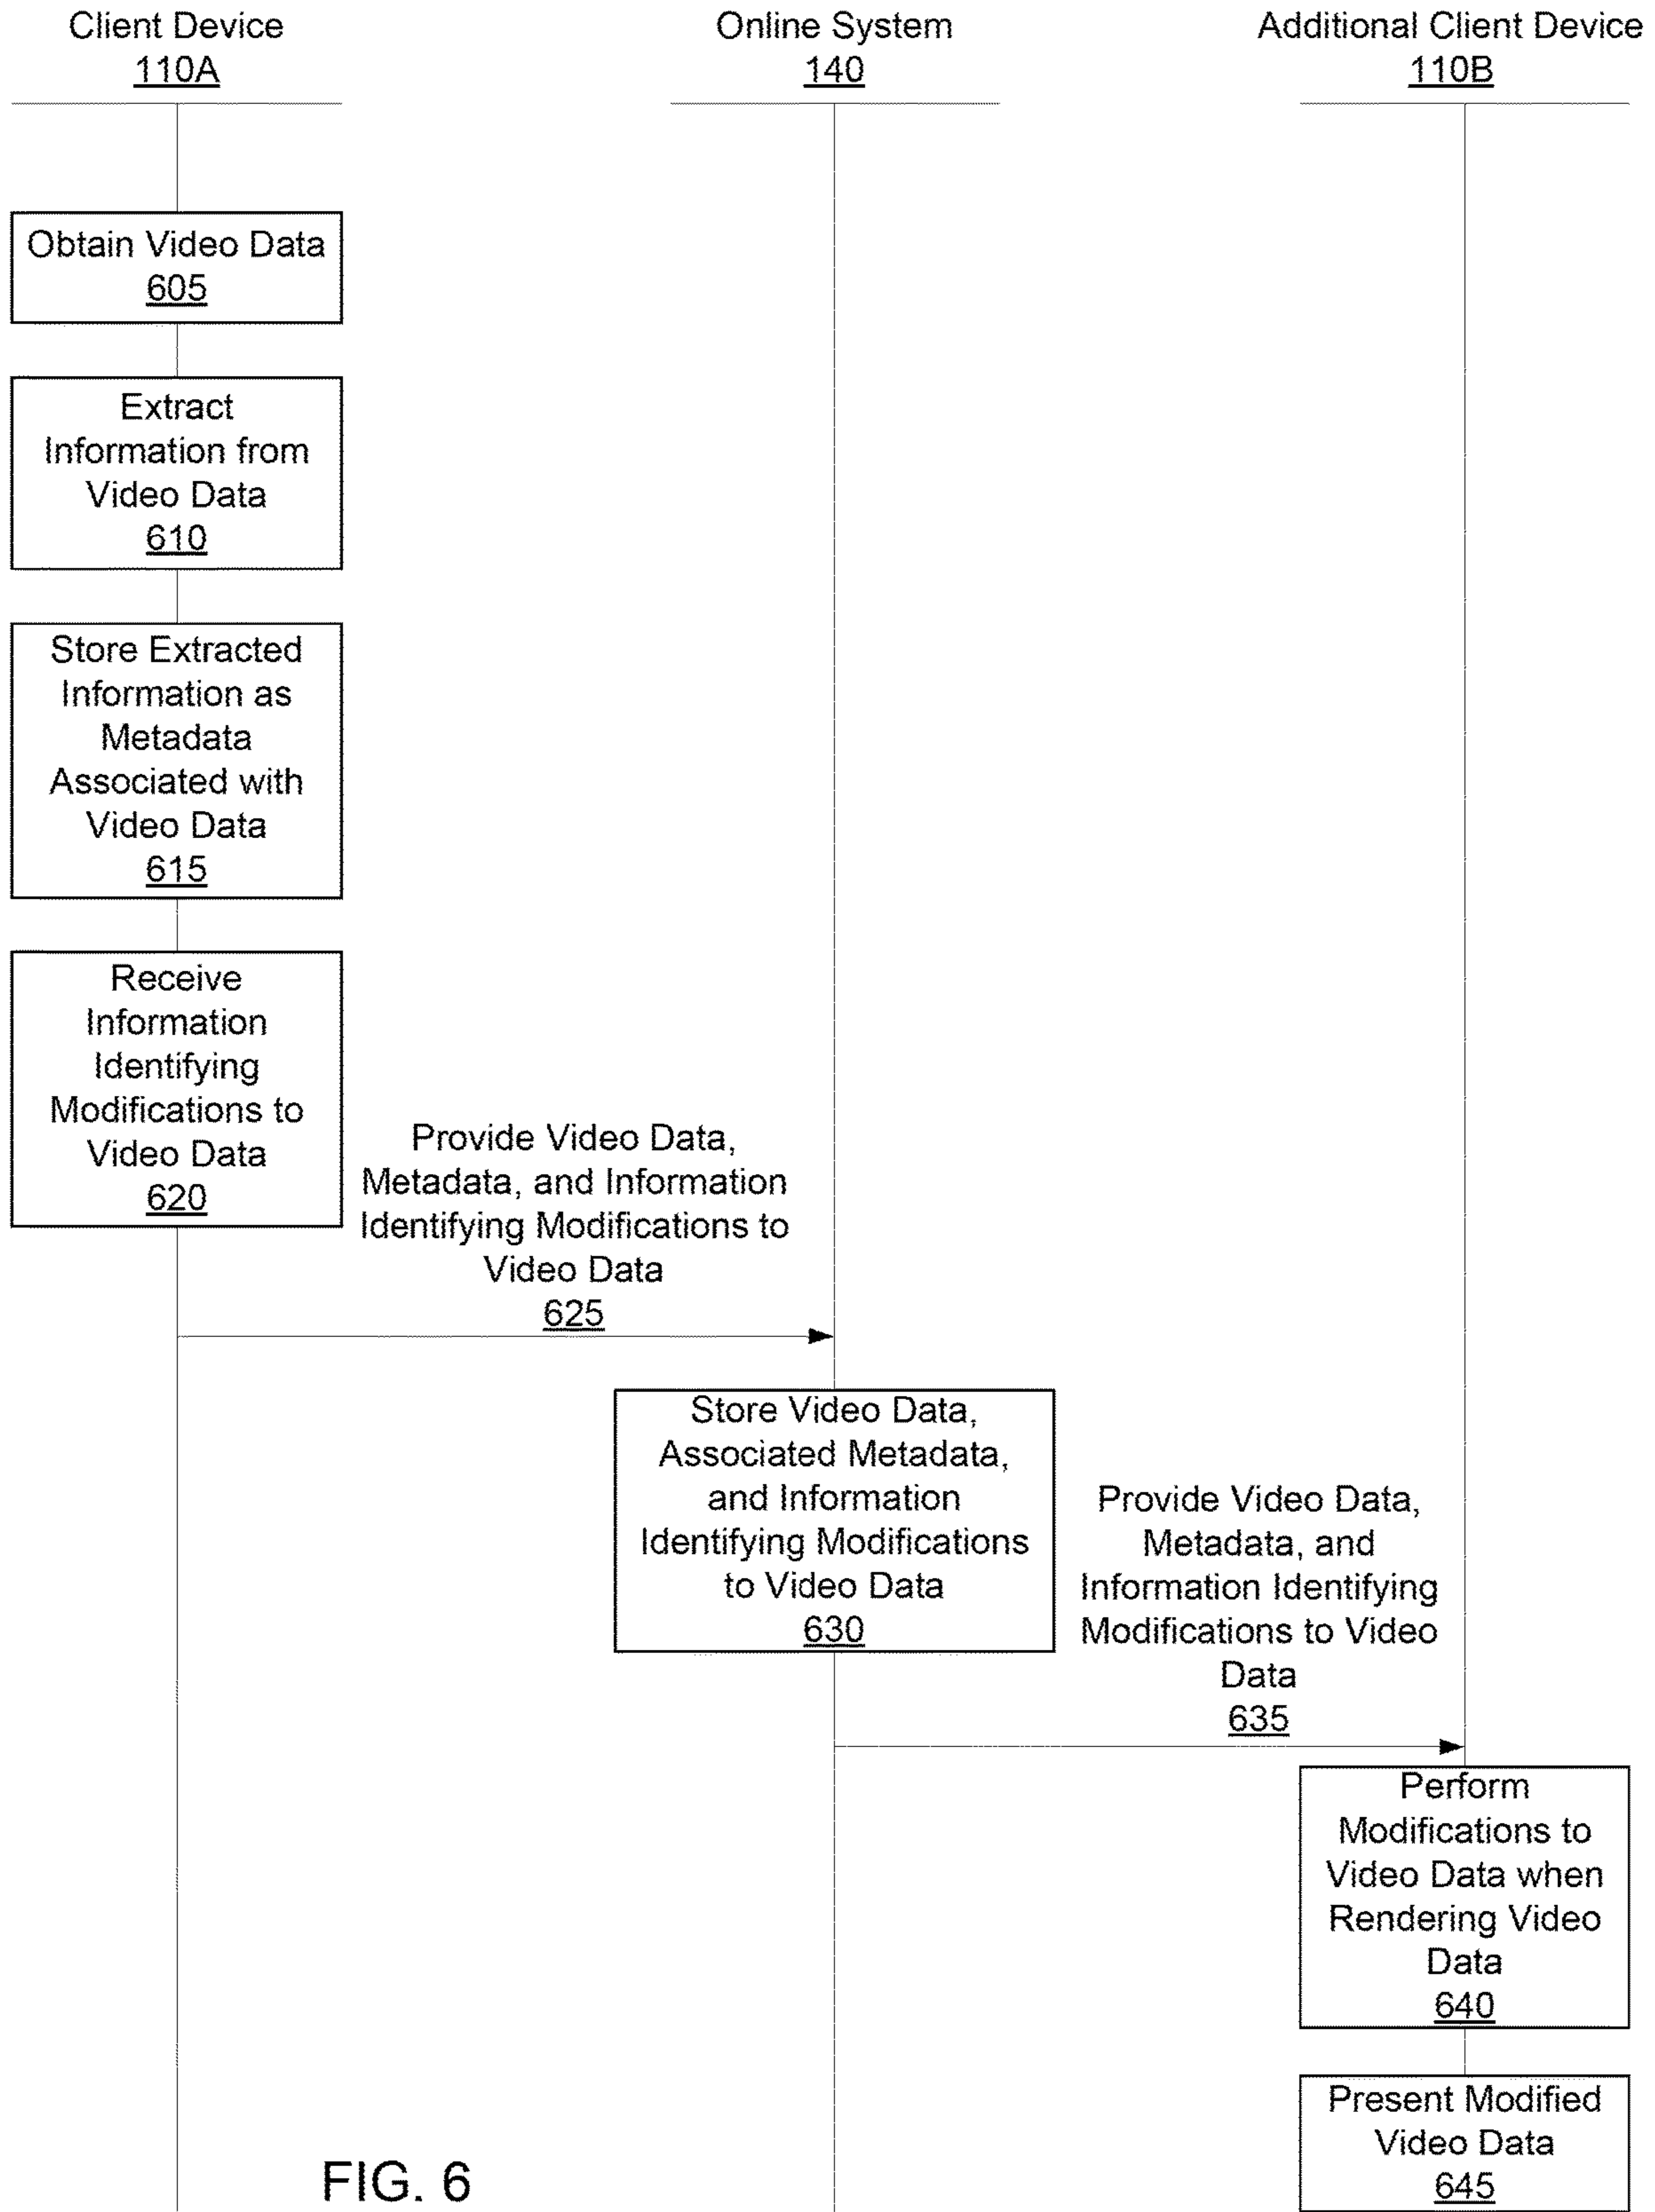 Client Device
110A
Online System
140
Additional Client Device
110B
Obtain Video Data
605
Extract
Information from
Video Data
610
Store Extracted
Information as
Metadata
Associated with
Video Data
615
Receive
Information
Identifying
Modifications to
Video Data
620
Provide Video Data,
Metadata, and Information
Identifying Modifications to
Video Data
625
Store Video Data,
Associated Metadata,
and Information
Identifying Modifications
to Video Data
630
Provide Video Data,
Metadata, and
Information Identifying
Modifications to Video
Data
635
Perform
Modifications to
Video Data when
Rendering Video
Data
640
Present Modified
Video Data
645
FIG. 6